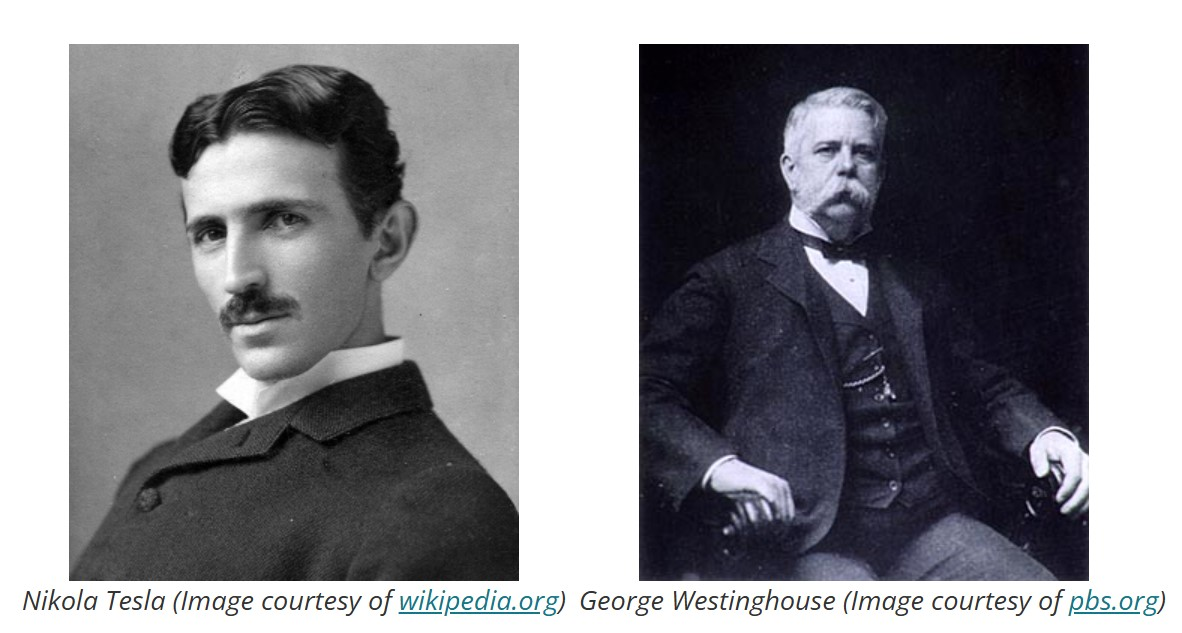 Nikola Tesla (Image courtesy of wikipedia.org)
George Westinghouse (Image courtesy of pbs.org)